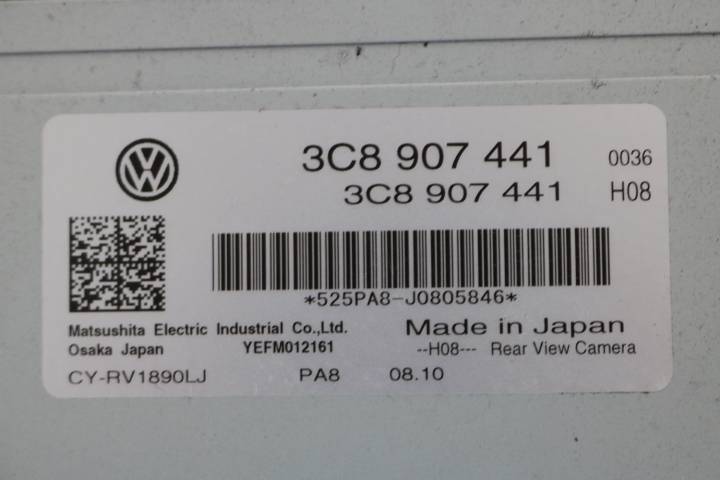 3C8 907 441 0036
3C8 907 441 H08
*525PA8-J0805846*
Matsushita Electric Industrial Co.,Ltd. Made in Japan
Osaka Japan YEFM012161 --H08--- Rear View Camera
CY-RV1890LJ PA8 08.10